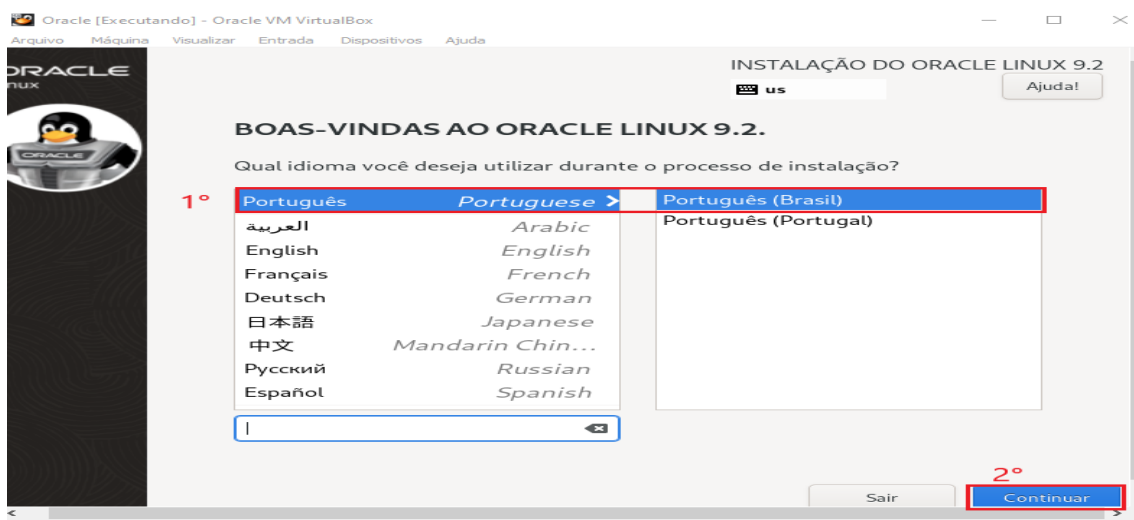 Oracle [Executando] - Oracle VM VirtualBox
Arquivo Máquina Visualizar Entrada Dispositivos Ajuda
INSTALAÇÃO DO ORACLE LINUX 9.2
us Ajuda!
ORACLE
BOAS-VINDAS AO ORACLE LINUX 9.2.
Qual idioma você deseja utilizar durante o processo de instalação?
1° Português Portuguese Português (Brasil)
العربية Arabic Português (Portugal)
English English
Français French
Deutsch German
日本語 Japanese
中文 Mandarin Chin...
Русский Russian
Español Spanish
2°
Sair Continuar